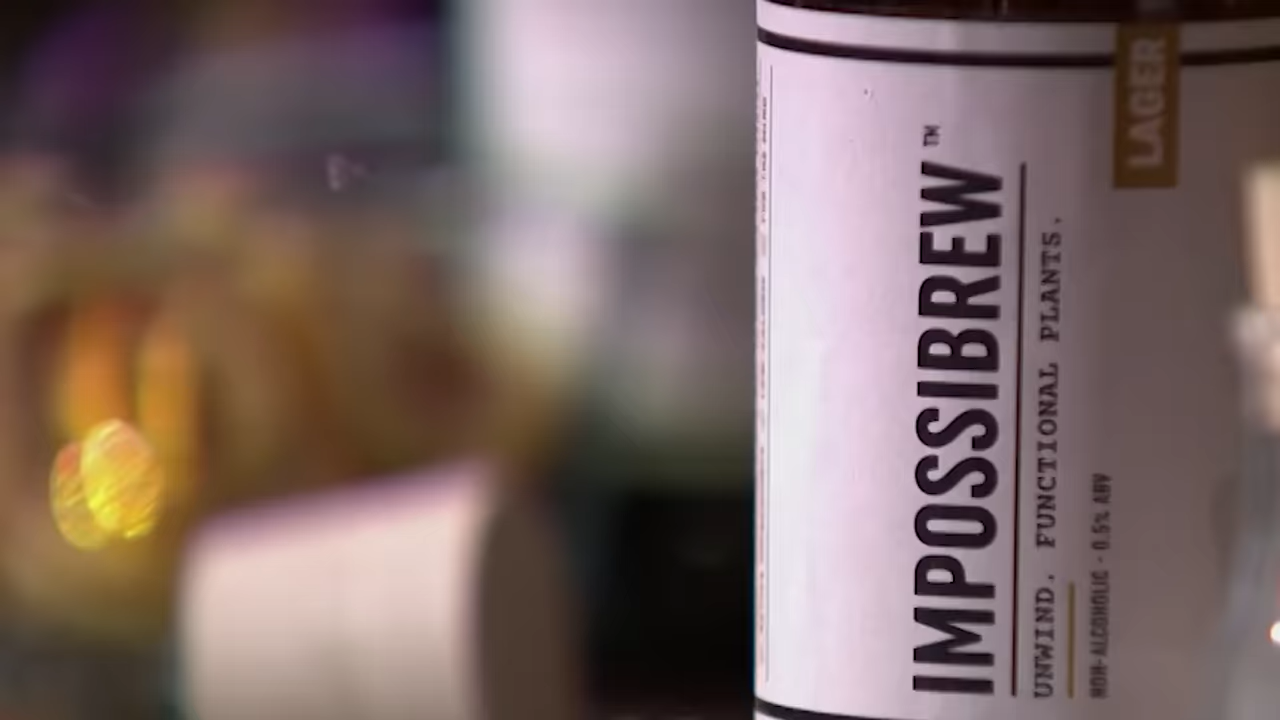 IMPOSSIBREW™
UNWIND. FUNCTIONAL PLANTS.
NON-ALCOHOLIC - 0.5% ABV
LAGER